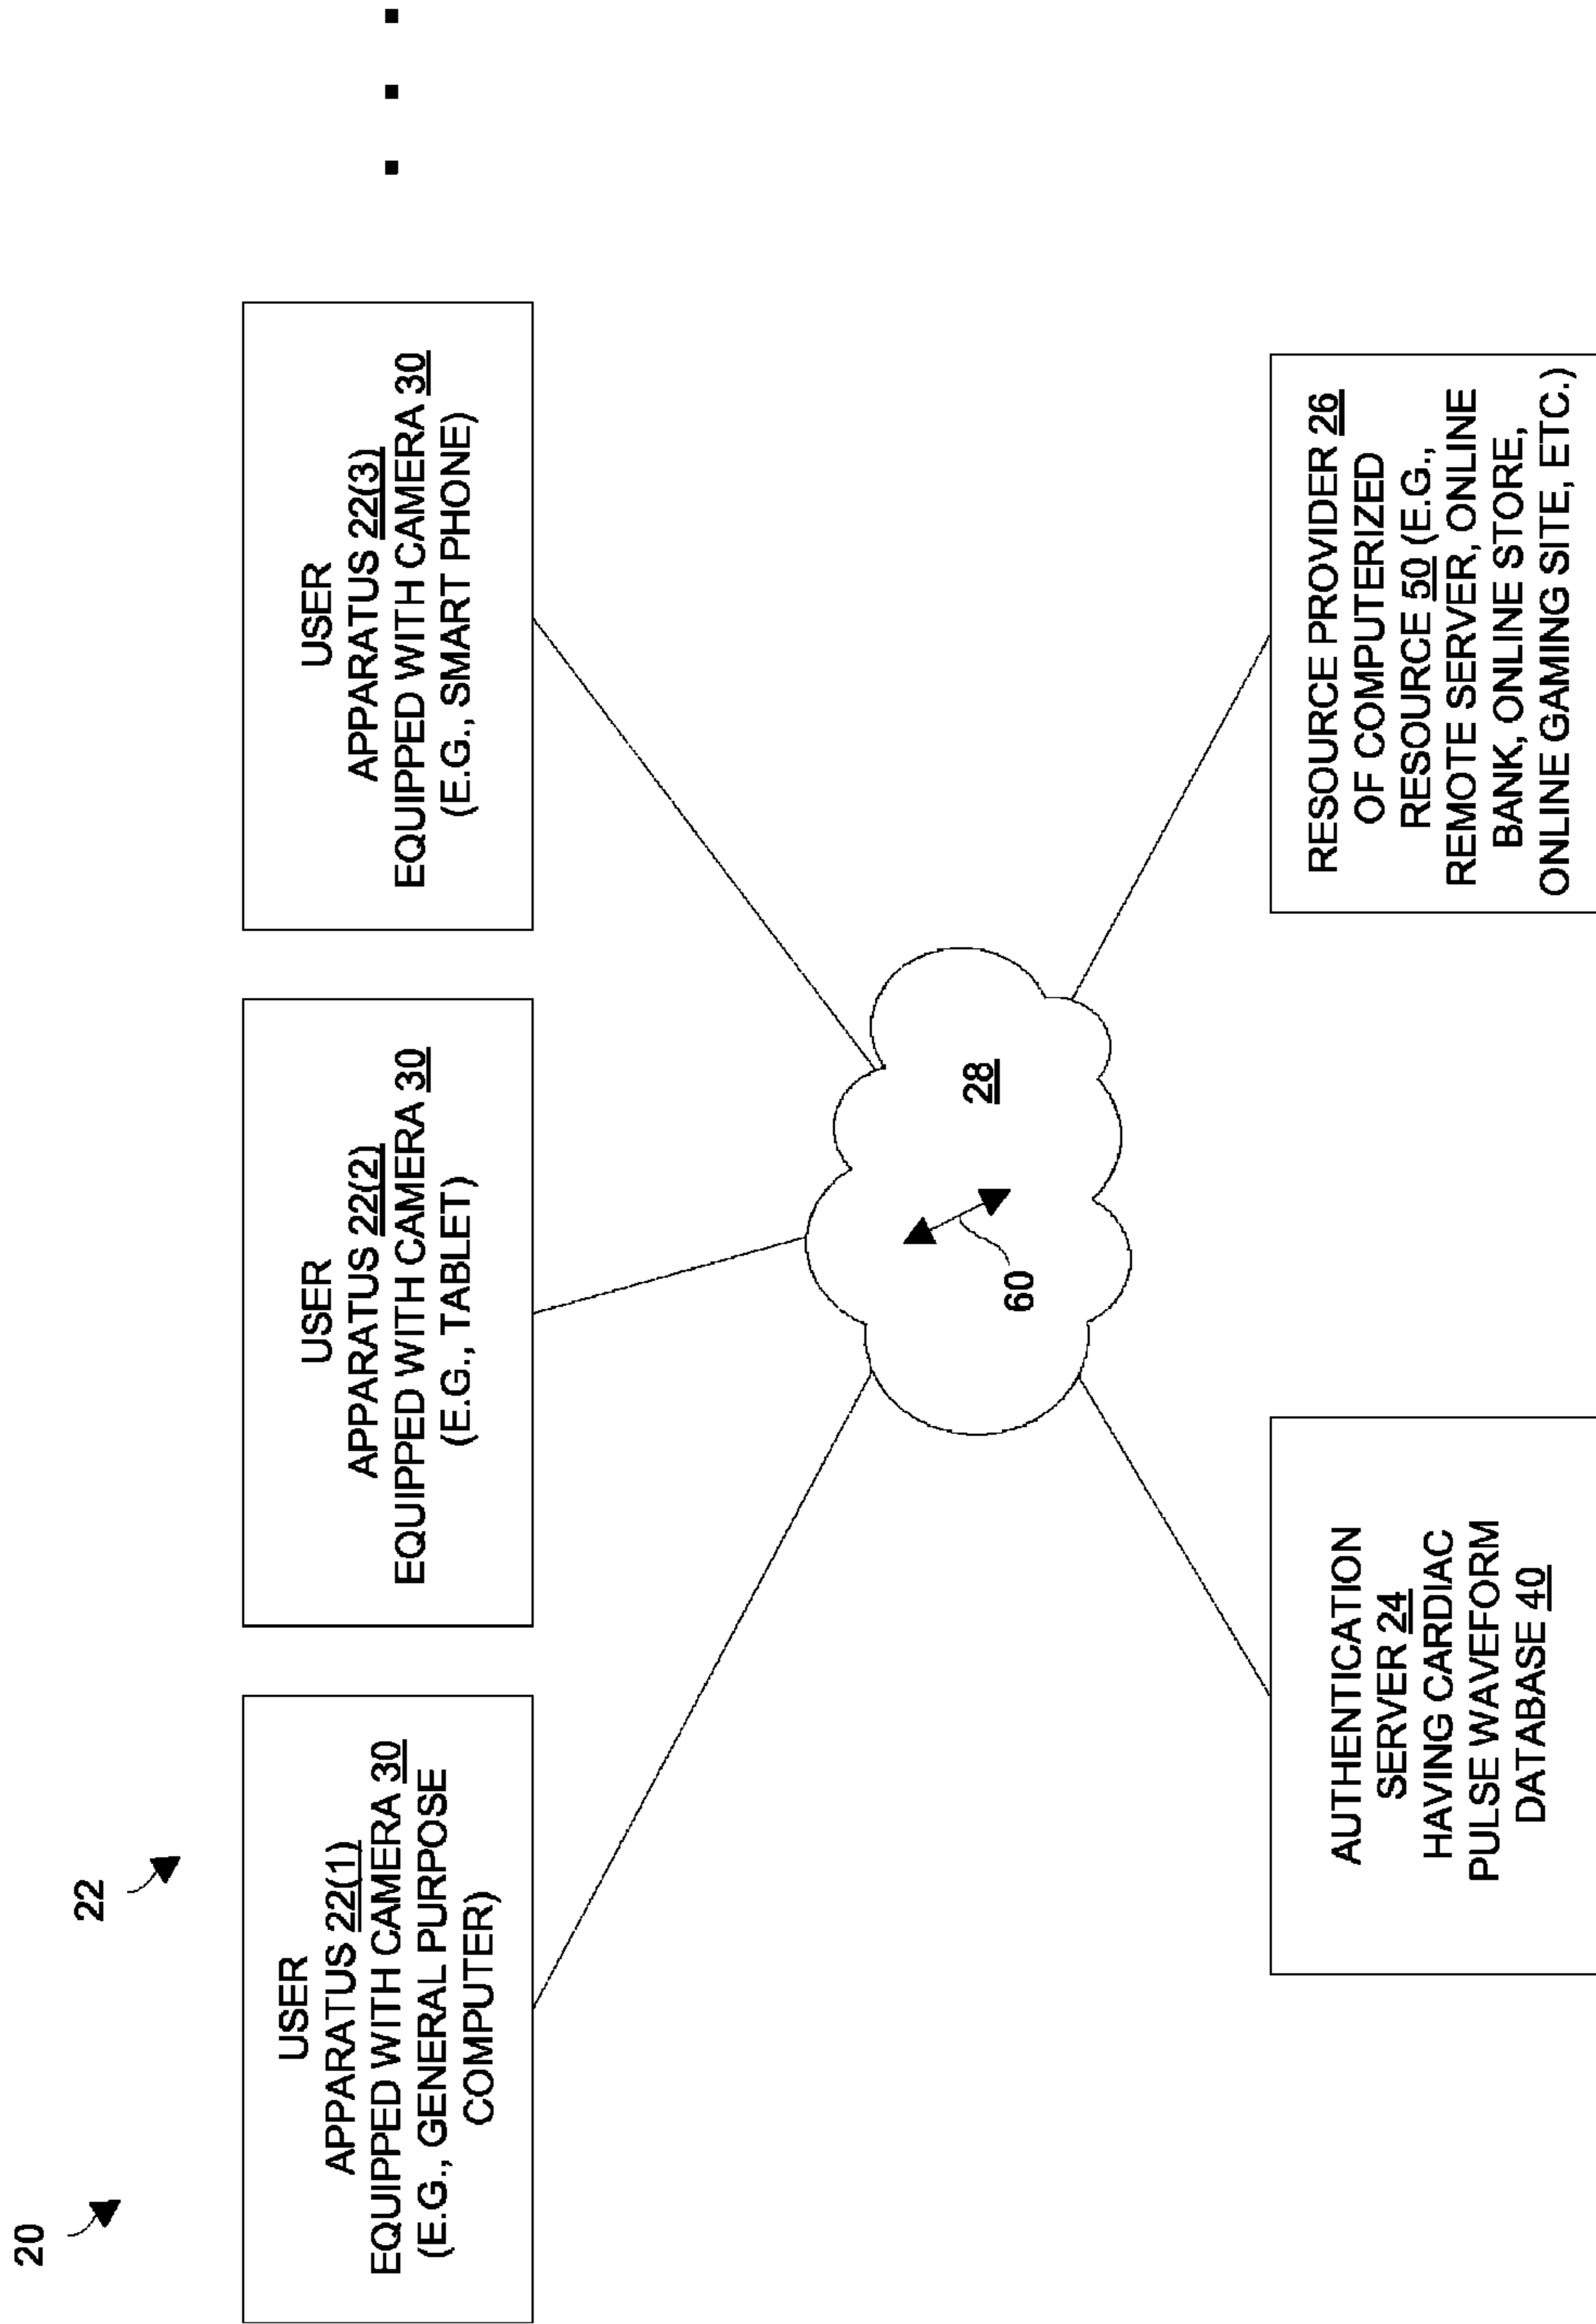 20
22
USER
APPARATUS 22(1)
EQUIPPED WITH CAMERA 30
(E.G., GENERAL PURPOSE
COMPUTER)
USER
APPARATUS 22(2)
EQUIPPED WITH CAMERA 30
(E.G., TABLET)
USER
APPARATUS 22(3)
EQUIPPED WITH CAMERA 30
(E.G., SMART PHONE)
28
60
AUTHENTICATION
SERVER 24
HAVING CARDIAC
PULSE WAVEFORM
DATABASE 40
RESOURCE PROVIDER 26
OF COMPUTERIZED
RESOURCE 50 (E.G.,
REMOTE SERVER, ONLINE
BANK, ONLINE STORE,
ONLINE GAMING SITE, ETC.)